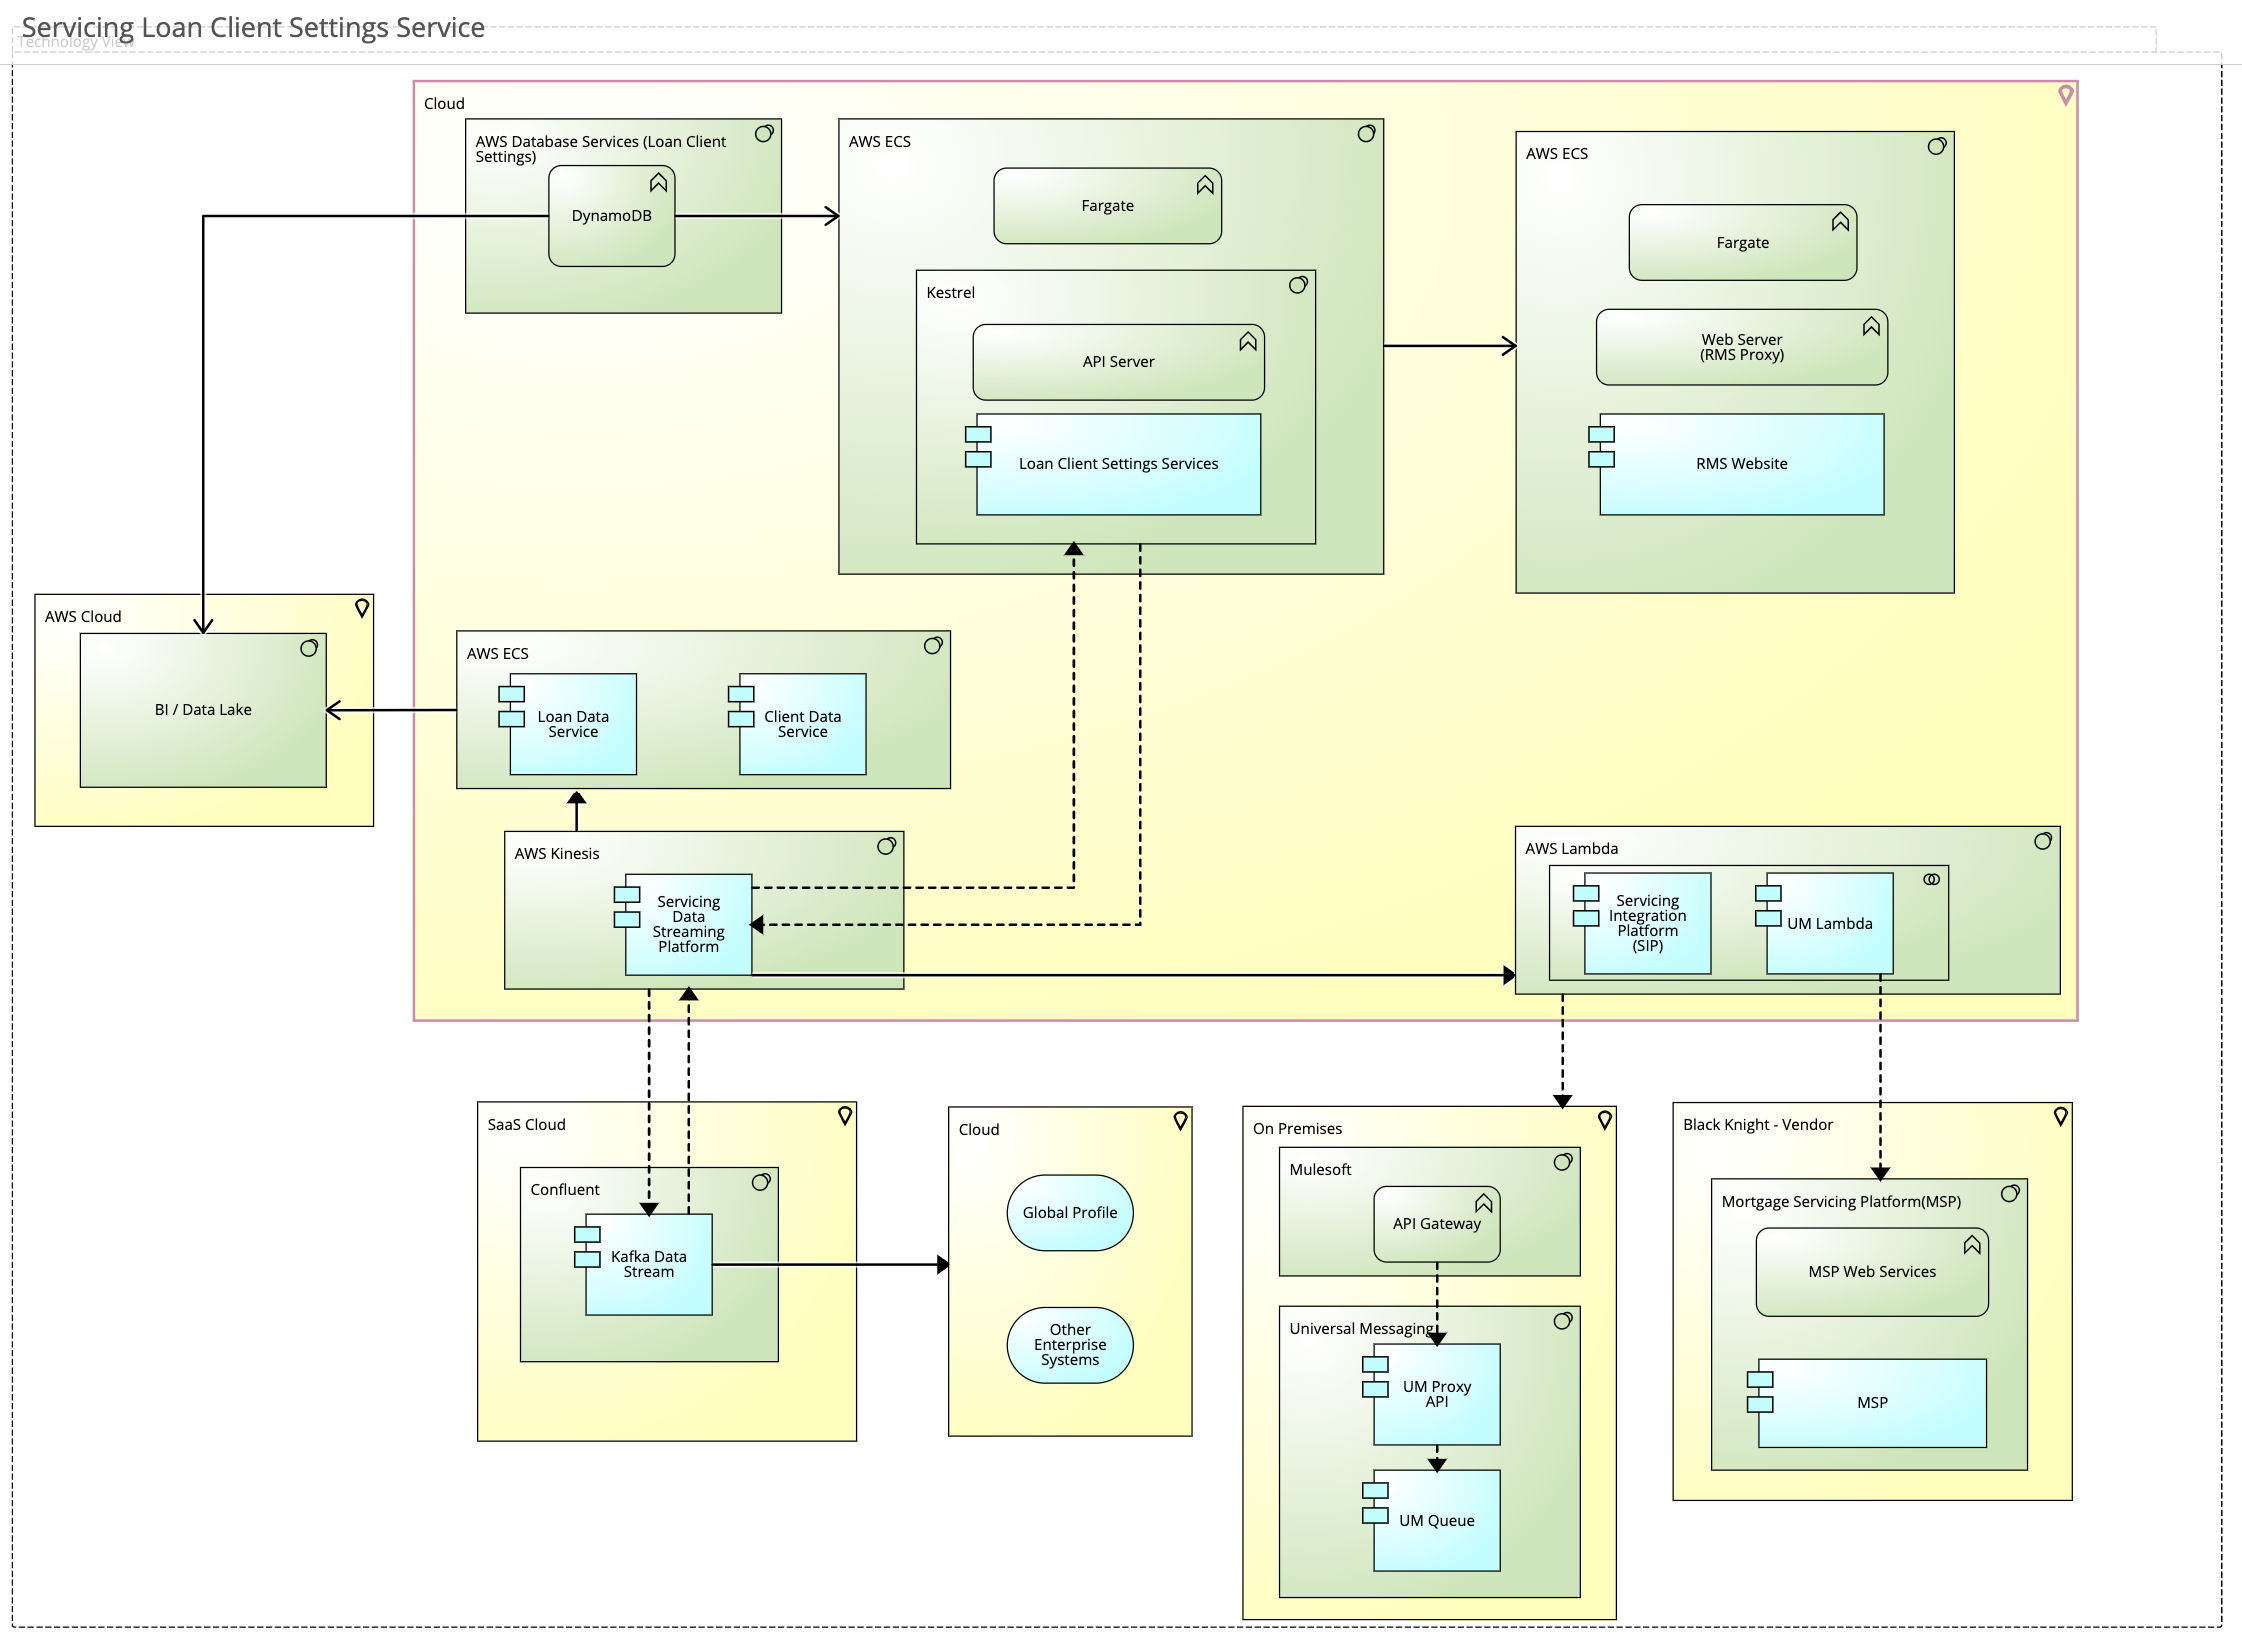 Servicing Loan Client Settings Service
Technology View
Cloud
AWS Database Services (Loan Client
Settings)
DynamoDB
AWS ECS
Fargate
Kestrel
API Server
Loan Client Settings Services
AWS ECS
Fargate
Web Server
(RMS Proxy)
RMS Website
AWS Cloud
BI / Data Lake
AWS ECS
Loan Data
Service
Client Data
Service
AWS Kinesis
Servicing
Data
Streaming
Platform
AWS Lambda
Servicing
Integration
Platform
(SIP)
UM Lambda
SaaS Cloud
Confluent
Kafka Data
Stream
Cloud
Global Profile
Other
Enterprise
Systems
On Premises
Mulesoft
API Gateway
Universal Messaging
UM Proxy
API
UM Queue
Black Knight - Vendor
Mortgage Servicing Platform(MSP)
MSP Web Services
MSP